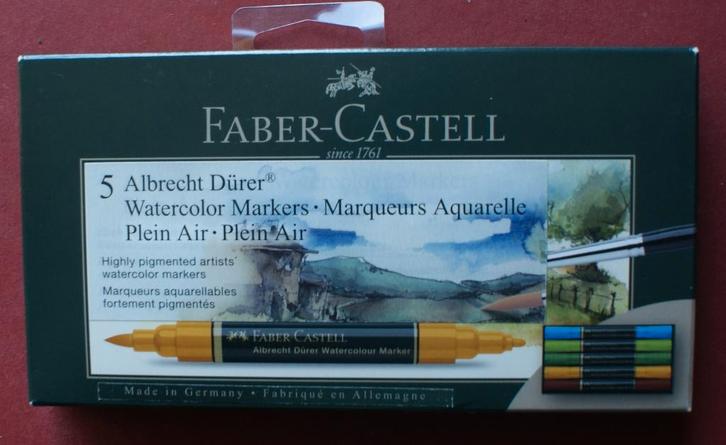 FABER-CASTELL
since 1761
5 Albrecht Dürer®
Watercolor Markers · Marqueurs Aquarelle
Plein Air · Plein Air
Highly pigmented artists'
watercolor markers
Marqueurs aquarellables
fortement pigmentés
FABER CASTELL
Albrecht Dürer Watercolour Marker
Made in Germany • Fabriqué en Allemagne